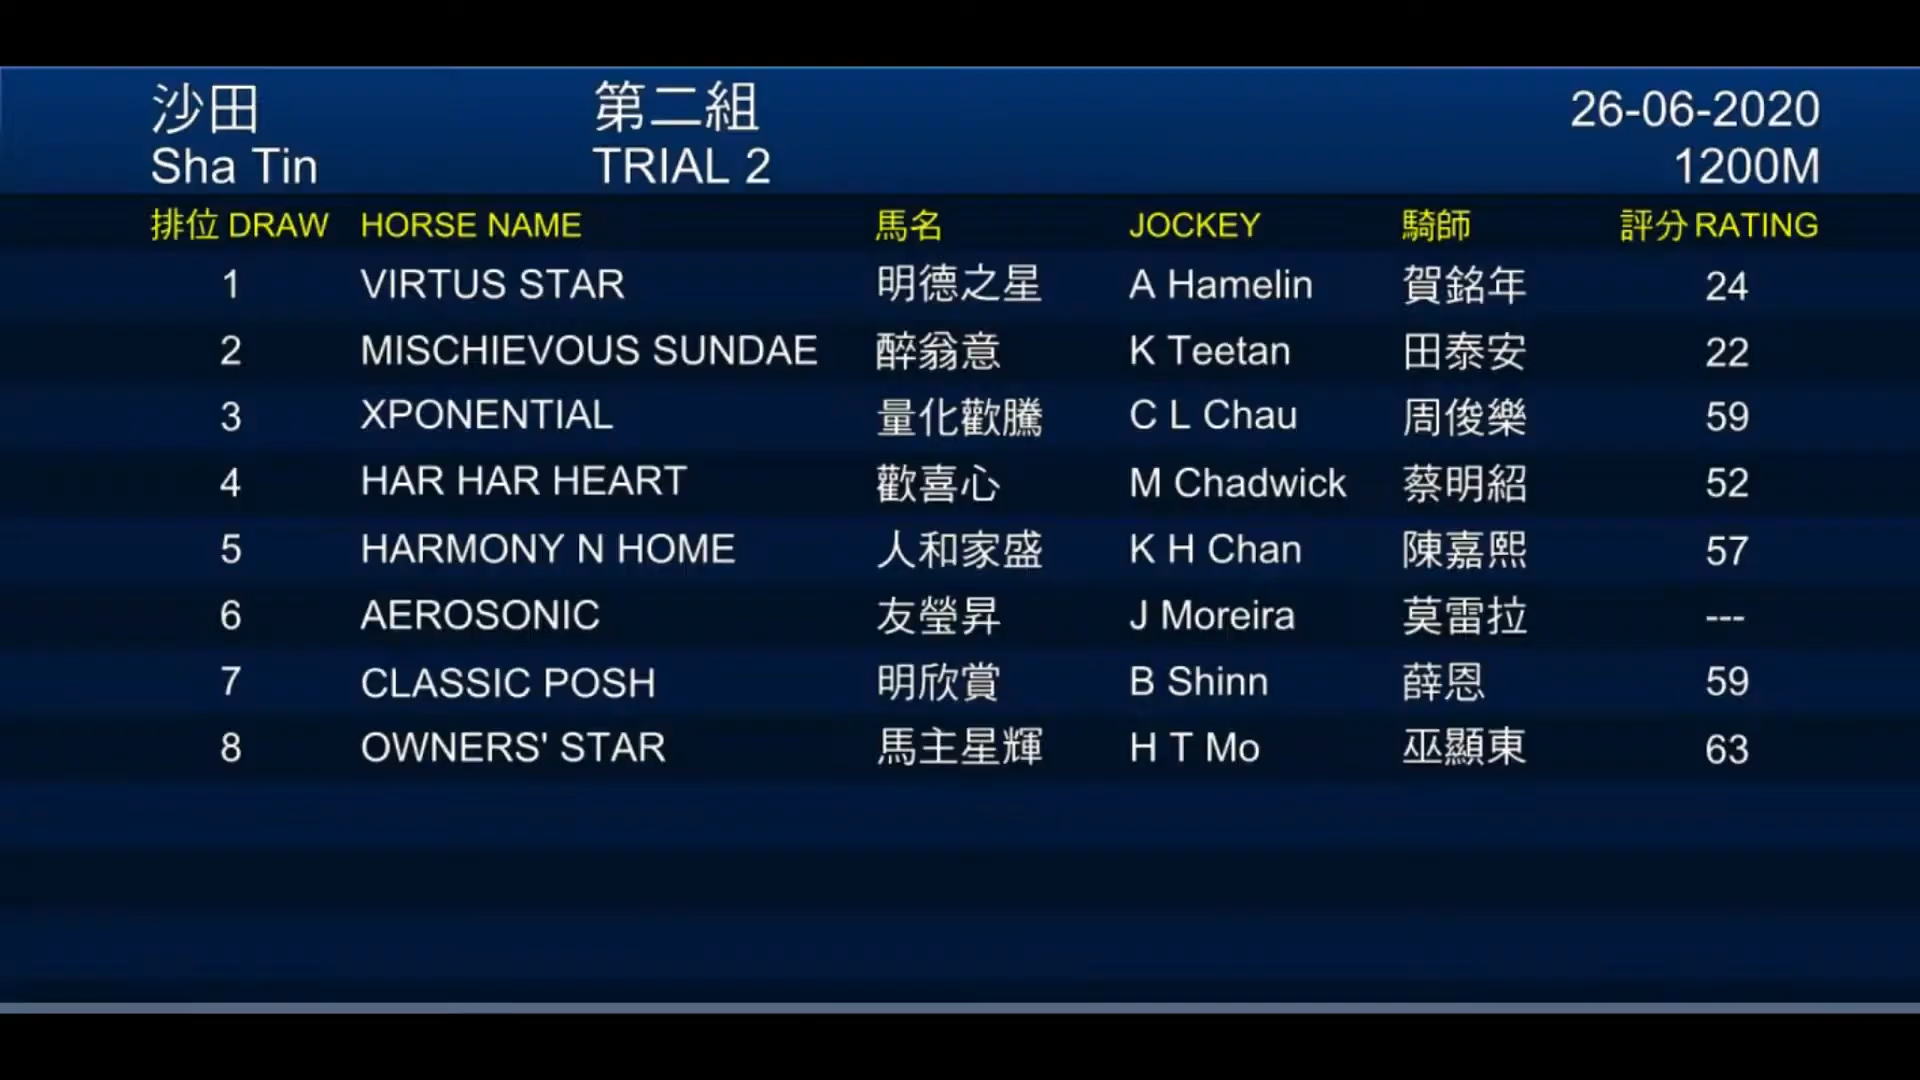 沙田 第二組 26-06-2020
Sha Tin TRIAL 2 1200M
排位 DRAW HORSE NAME 馬名 JOCKEY 騎師 評分 RATING
1 VIRTUS STAR 明德之星 A Hamelin 賀銘年 24
2 MISCHIEVOUS SUNDAE 醉翁意 K Teetan 田泰安 22
3 XPONENTIAL 量化歡騰 C L Chau 周俊樂 59
4 HAR HAR HEART 歡喜心 M Chadwick 蔡明紹 52
5 HARMONY N HOME 人和家盛 K H Chan 陳嘉熙 57
6 AEROSONIC 友瑩昇 J Moreira 莫雷拉 ---
7 CLASSIC POSH 明欣賞 B Shinn 薛恩 59
8 OWNERS' STAR 馬主星輝 H T Mo 巫顯東 63